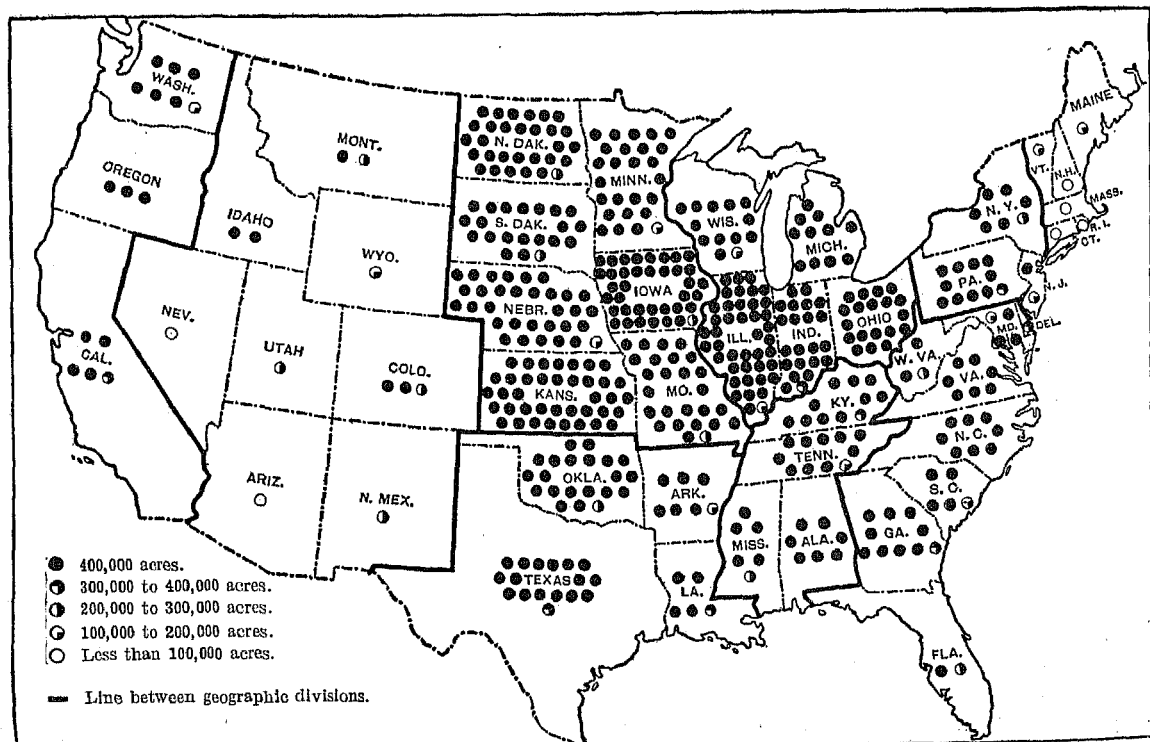 WASH.
OREGON
CAL.
NEV.
IDAHO
MONT.
WYO.
UTAH
COLO.
ARIZ.
N. MEX.
N. DAK.
S. DAK.
NEBR.
KANS.
OKLA.
TEXAS
MINN.
IOWA
MO.
ARK.
LA.
WIS.
MICH.
ILL.
IND.
OHIO
KY.
TENN.
MISS.
ALA.
GA.
FLA.
S. C.
N. C.
VA.
W. VA.
MD.
DEL.
PA.
N. J.
N. Y.
CT.
R. I.
MASS.
N.H.
VT.
MAINE
400,000 acres.
300,000 to 400,000 acres.
200,000 to 300,000 acres.
100,000 to 200,000 acres.
Less than 100,000 acres.
Line between geographic divisions.